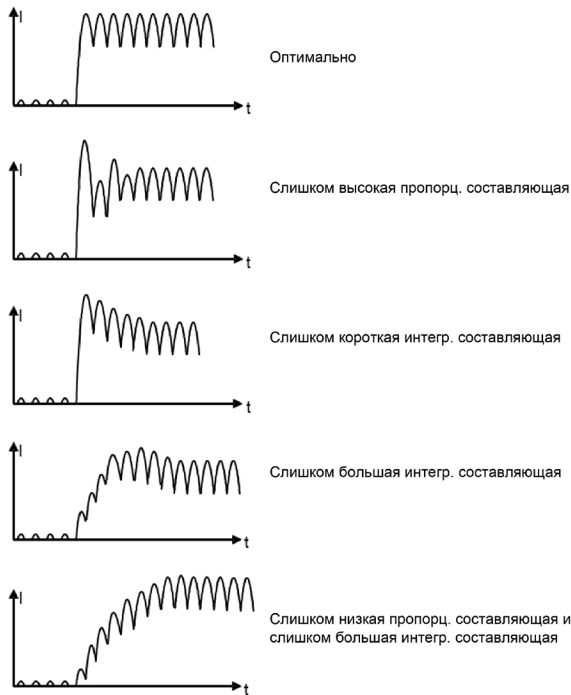 I
t
Оптимально
I
t
Слишком высокая пропорц. составляющая
I
t
Слишком короткая интегр. составляющая
I
t
Слишком большая интегр. составляющая
I
t
Слишком низкая пропорц. составляющая и
слишком большая интегр. составляющая